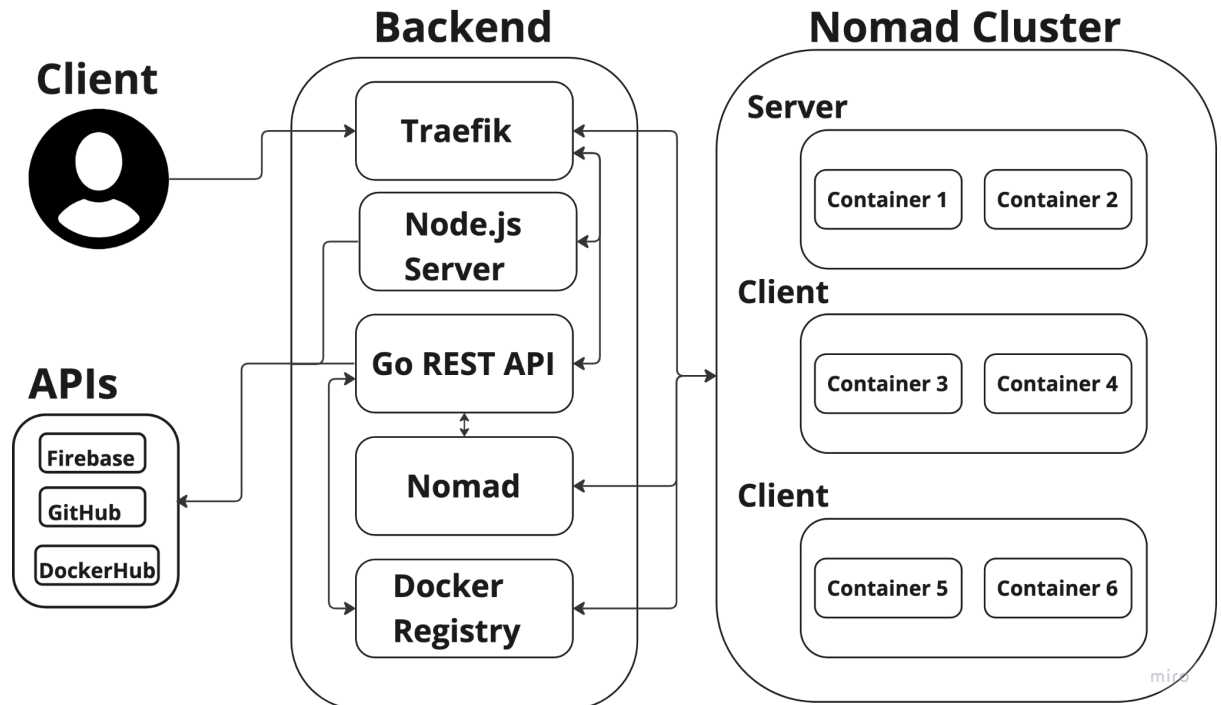 Backend
Nomad Cluster
Client
Traefik
Node.js
Server
Go REST API
Nomad
Docker
Registry
APIs
Firebase
GitHub
DockerHub
Server
Container 1
Container 2
Client
Container 3
Container 4
Client
Container 5
Container 6
miro